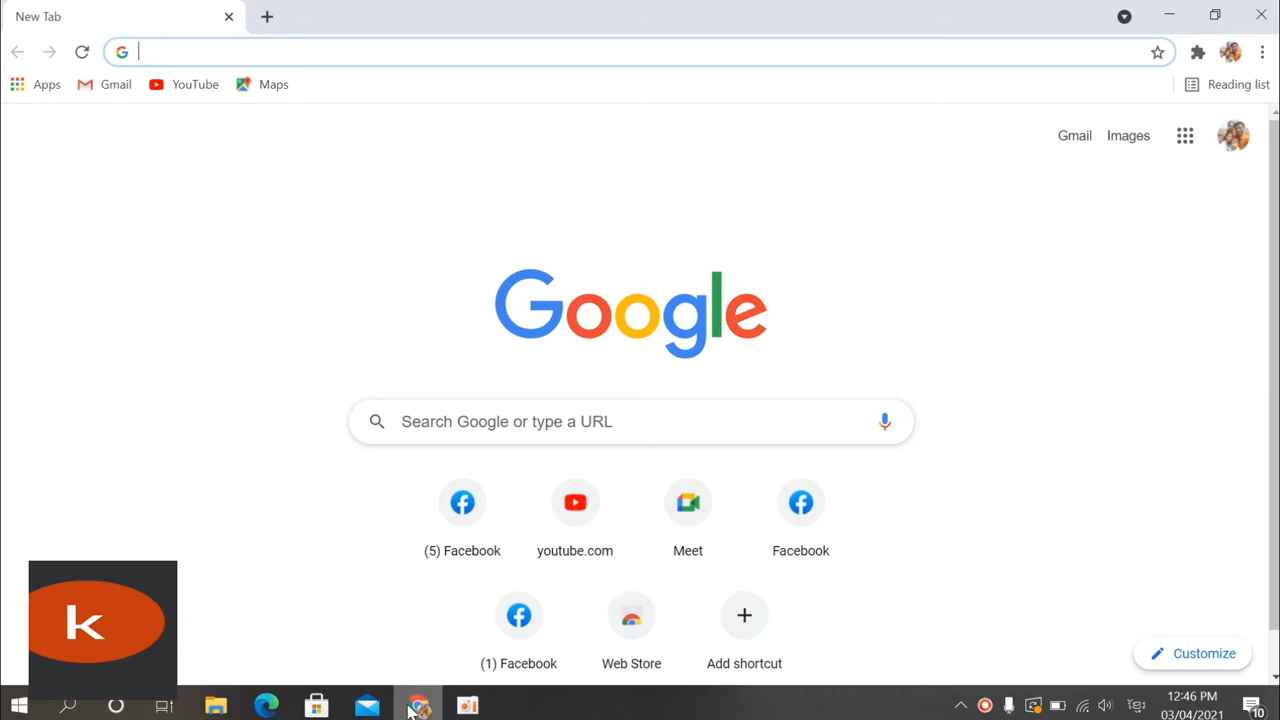 New Tab
Apps Gmail YouTube Maps Reading list
Gmail Images
Google
Search Google or type a URL
(5) Facebook youtube.com Meet Facebook
(1) Facebook Web Store Add shortcut
Customize
k
12:46 PM
03/04/2021
10